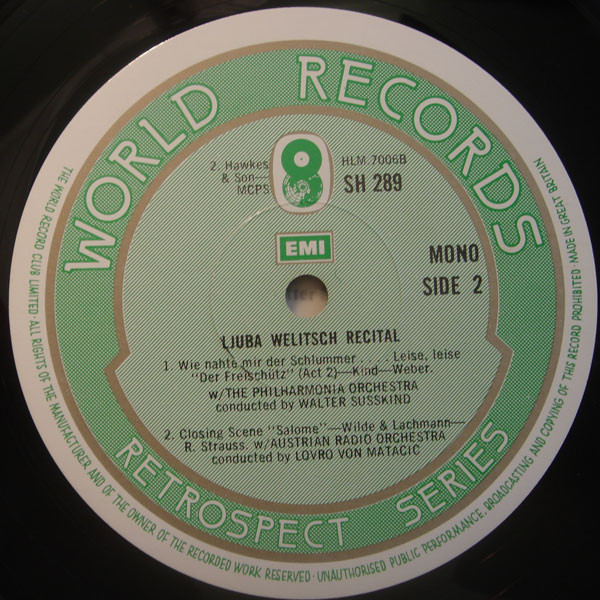 WORLD RECORDS
2. Hawkes
& Son—
MCPS
HLM 7006B
SH 289
EMI
MONO
SIDE 2
LJUBA WELITSCH RECITAL
1. Wie nahte mir der Schlummer . . . . Leise, leise
"Der Freischütz" (Act 2)—Kind—Weber.
w/THE PHILHARMONIA ORCHESTRA
conducted by WALTER SUSSKIND
2. Closing Scene "Salome"—Wilde & Lachmann—
R. Strauss. w/AUSTRIAN RADIO ORCHESTRA
conducted by LOVRO VON MATACIC
RETROSPECT SERIES
THE WORLD RECORD CLUB LIMITED · ALL RIGHTS OF THE MANUFACTURER AND OF THE OWNER OF THE RECORDED WORK RESERVED · UNAUTHORISED PUBLIC PERFORMANCE, BROADCASTING AND COPYING OF THIS RECORD PROHIBITED · MADE IN GREAT BRITAIN